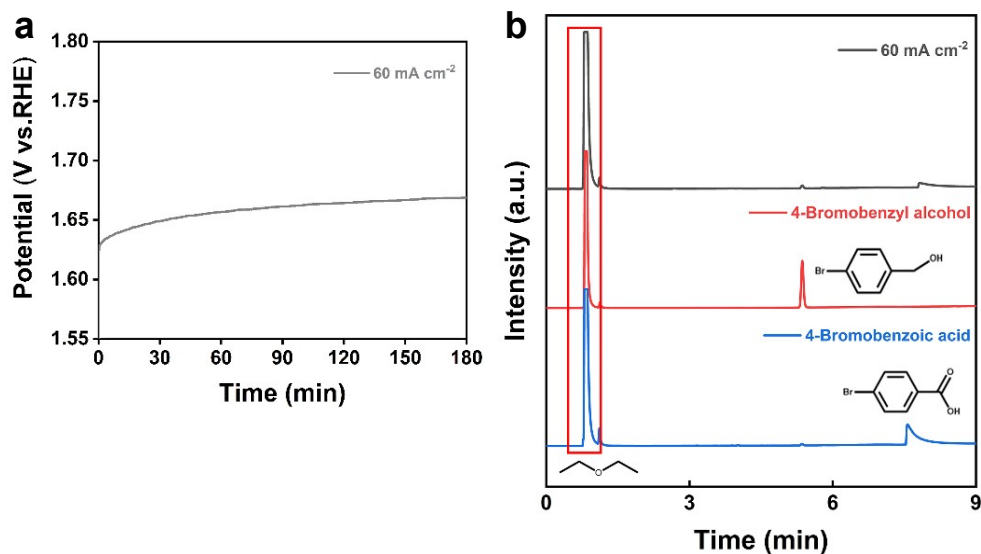 a
1.80
1.75
1.70
1.65
1.60
1.55
Potential (V vs.RHE)
60 mA cm⁻²
0 30 60 90 120 150 180
Time (min)
b
Intensity (a.u.)
60 mA cm⁻²
4-Bromobenzyl alcohol
Br
OH
4-Bromobenzoic acid
Br
O
OH
O
0 3 6 9
Time (min)